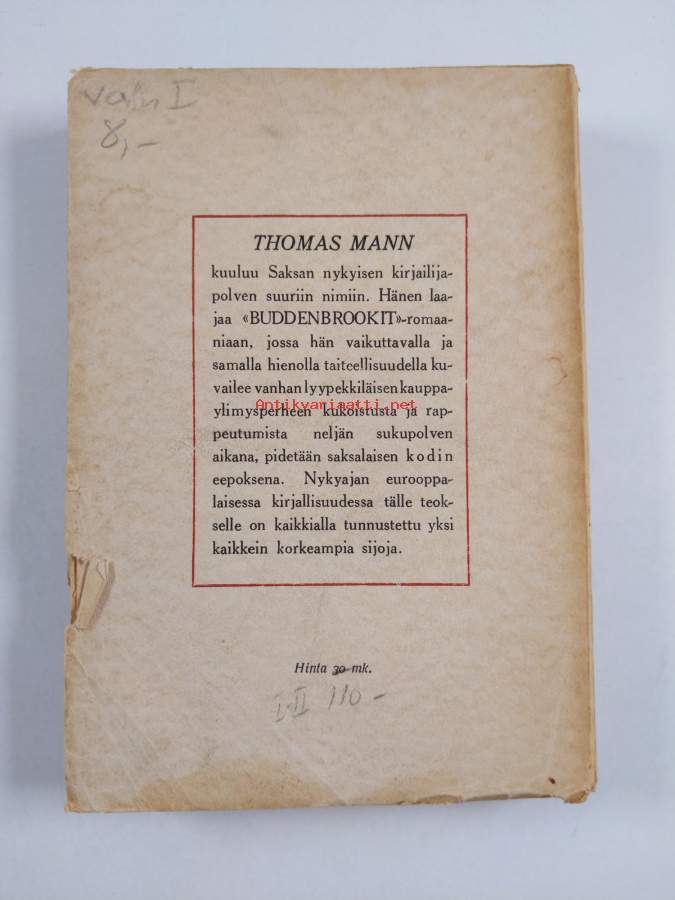 vain I
8,-
THOMAS MANN
kuuluu Saksan nykyisen kirjailija-
polven suuriin nimiin. Hänen laa-
jaa «BUDDENBROOKIT»-romaa-
niaan, jossa hän vaikuttavalla ja
samalla hienolla taiteellisuudella ku-
vailee vanhan lyypekkiläisen kauppa-
Antikvariaatti.net
ylimysperheen kukoistusta ja rap-
peutumista neljän sukupolven
aikana, pidetään saksalaisen kodin
eepoksena. Nykyajan eurooppa-
laisessa kirjallisuudessa tälle teok-
selle on kaikkialla tunnustettu yksi
kaikkein korkeampia sijoja.
Hinta 30 mk.
I-II 110-